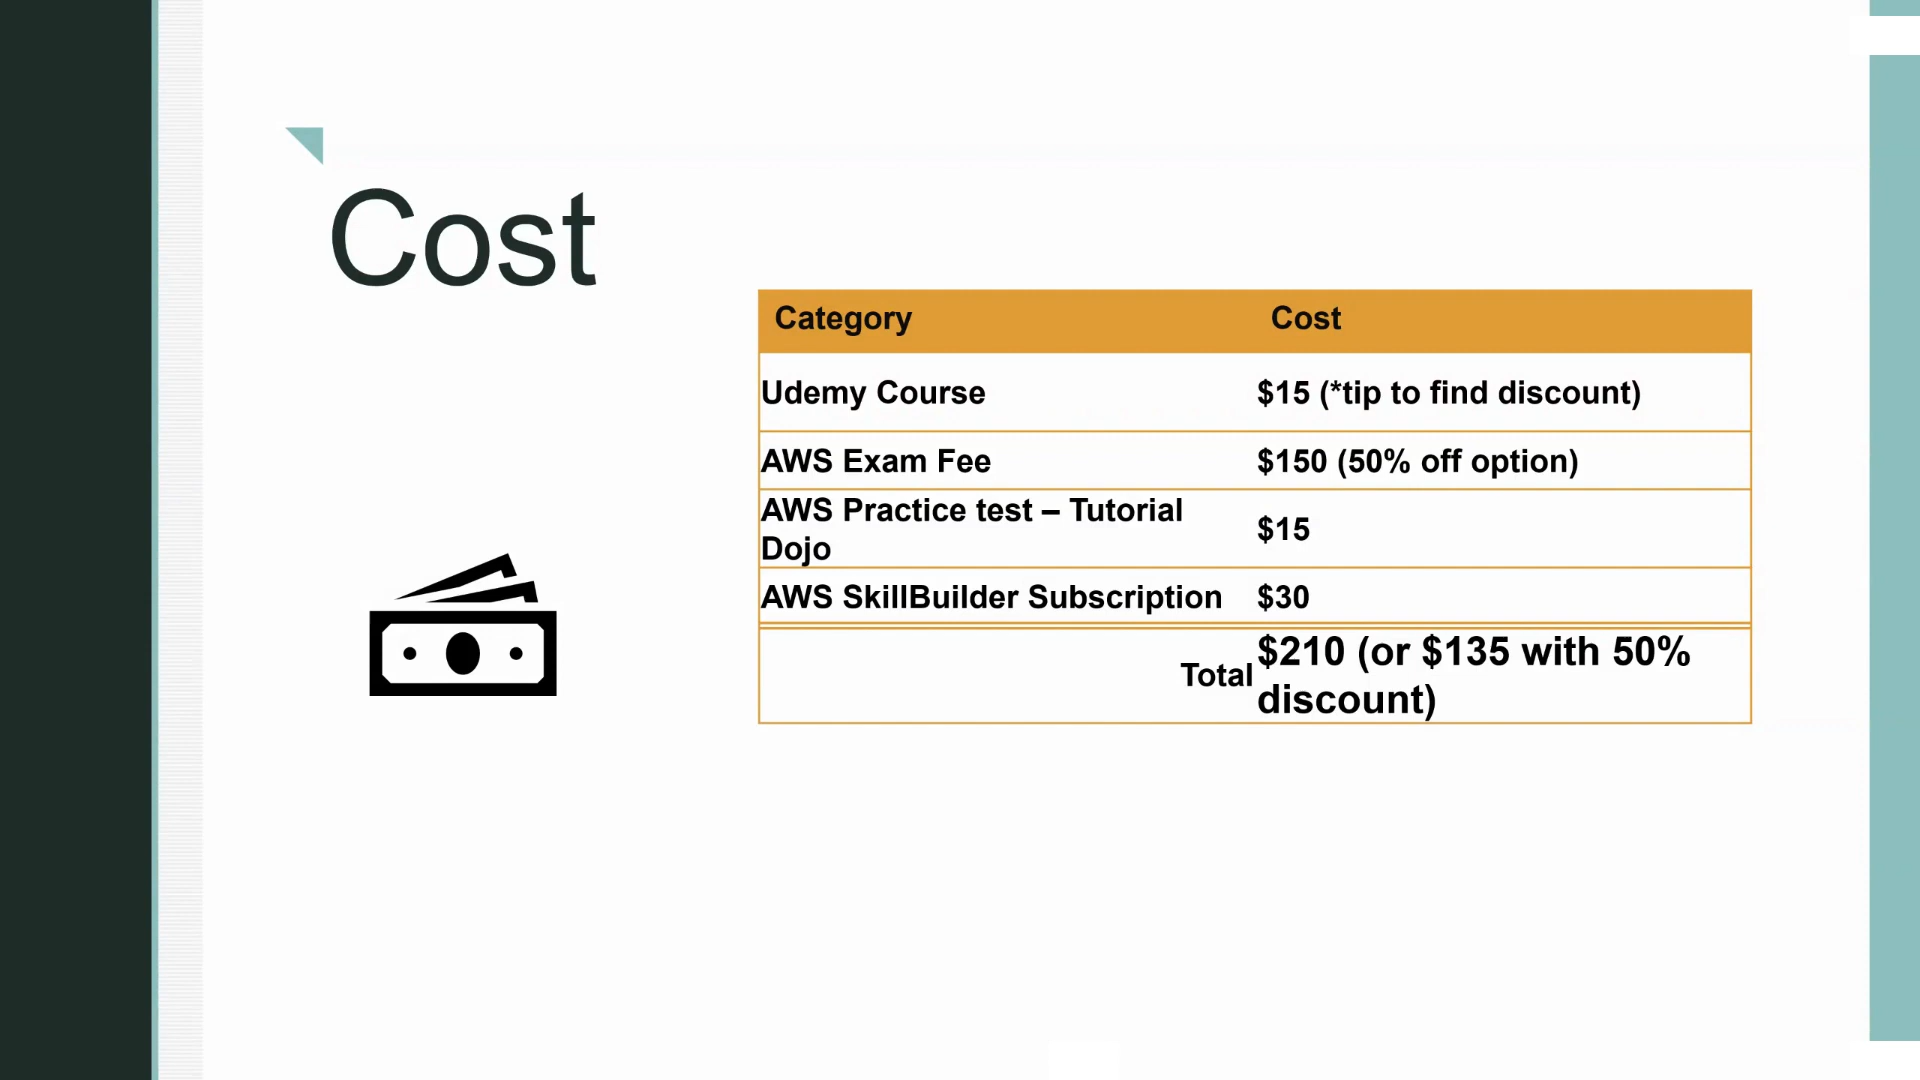 Cost
Category Cost
Udemy Course $15 (*tip to find discount)
AWS Exam Fee $150 (50% off option)
AWS Practice test – Tutorial
Dojo
$15
AWS SkillBuilder Subscription $30
Total
$210 (or $135 with 50%
discount)